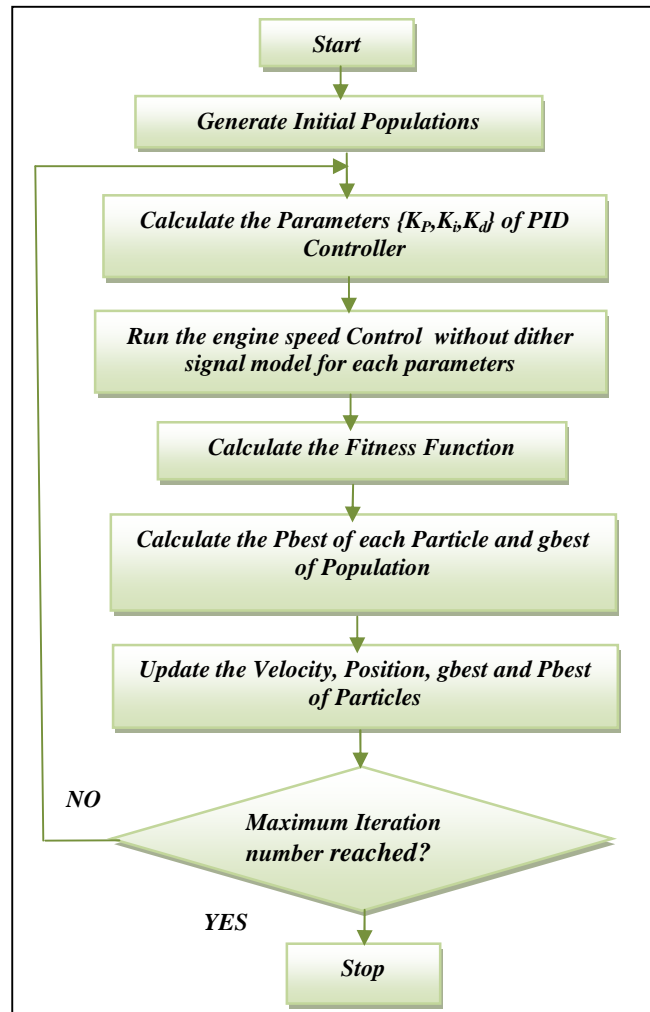 Start
Generate Initial Populations
Calculate the Parameters {KP,Ki,Kd} of PID
Controller
Run the engine speed Control without dither
signal model for each parameters
Calculate the Fitness Function
Calculate the Pbest of each Particle and gbest
of Population
Update the Velocity, Position, gbest and Pbest
of Particles
NO
Maximum Iteration
number reached?
YES
Stop